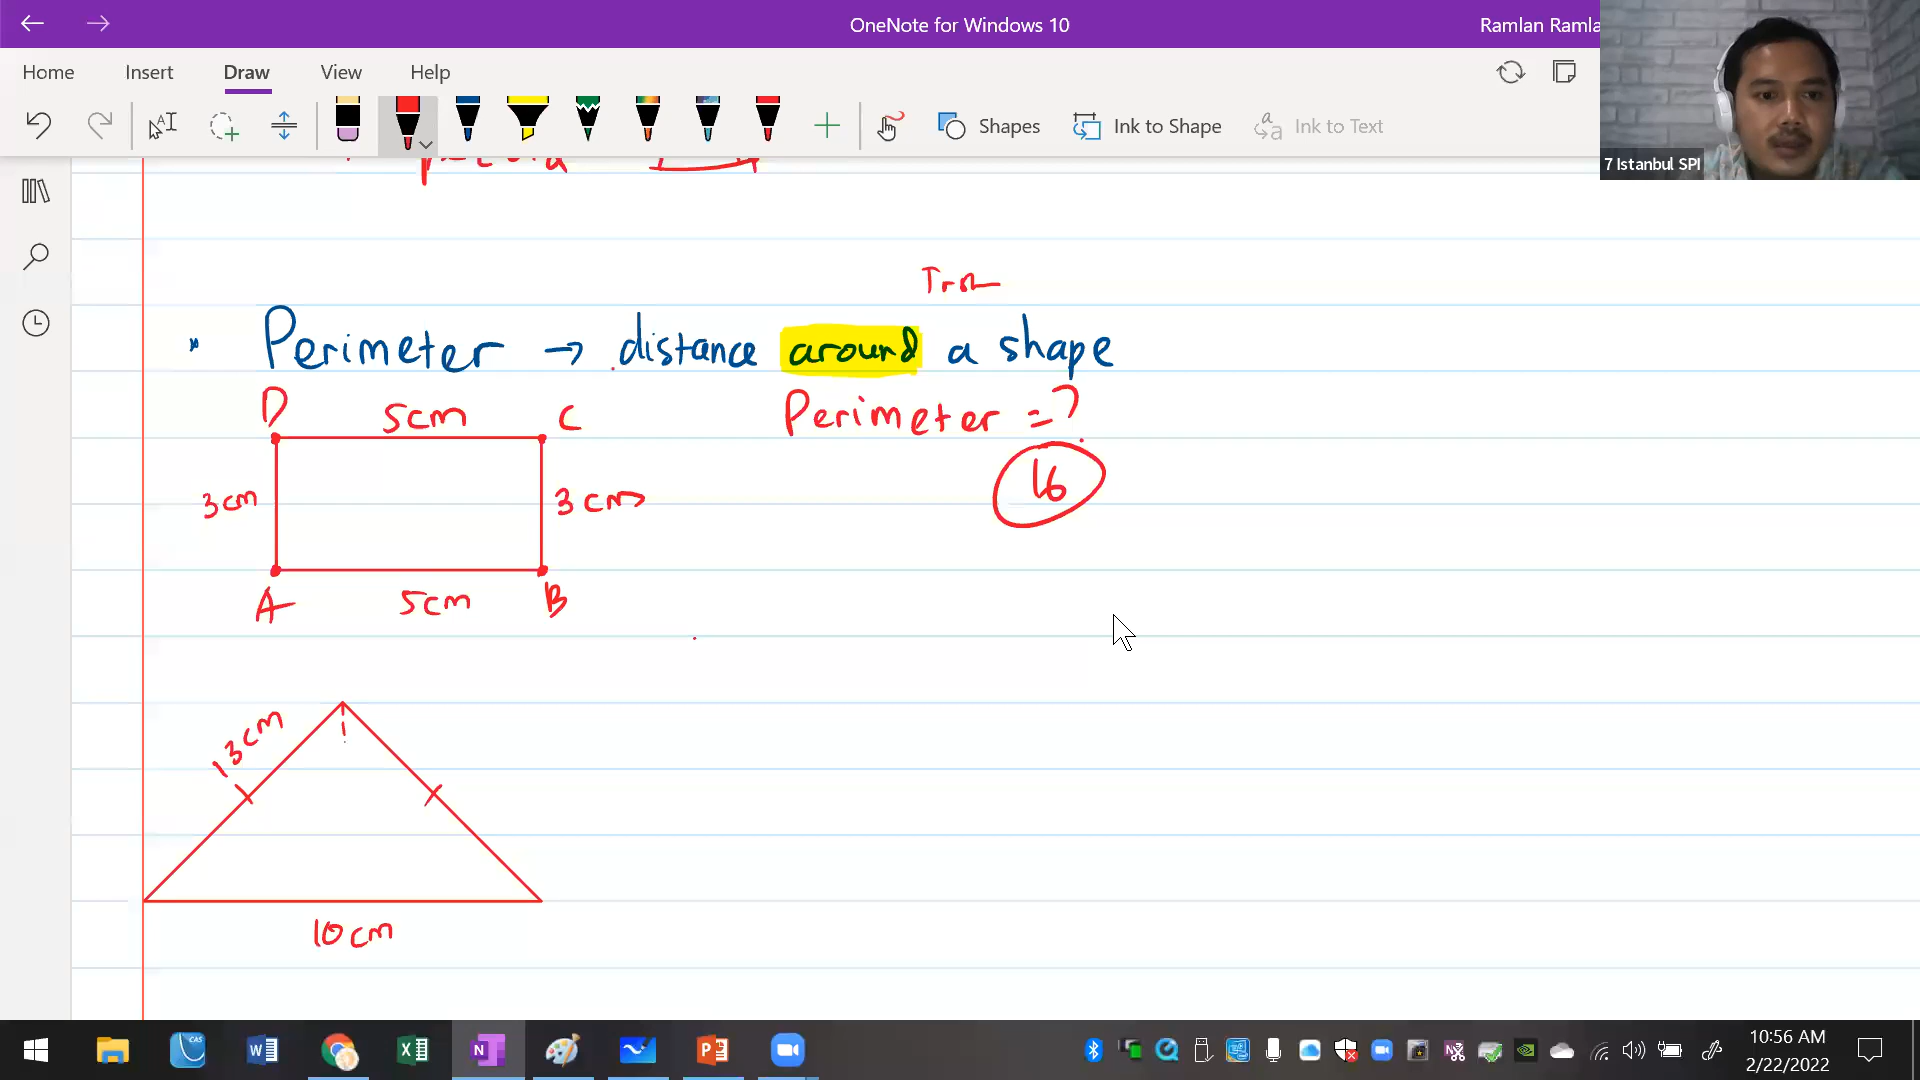 OneNote for Windows 10
Ramlan Ramla
Home Insert Draw View Help
Shapes Ink to Shape Ink to Text
7 Istanbul SPI
Perimeter → distance around a shape
D 5cm C Perimeter = ?
16
3cm 3cm
A 5cm B
13cm
10cm
10:56 AM
2/22/2022